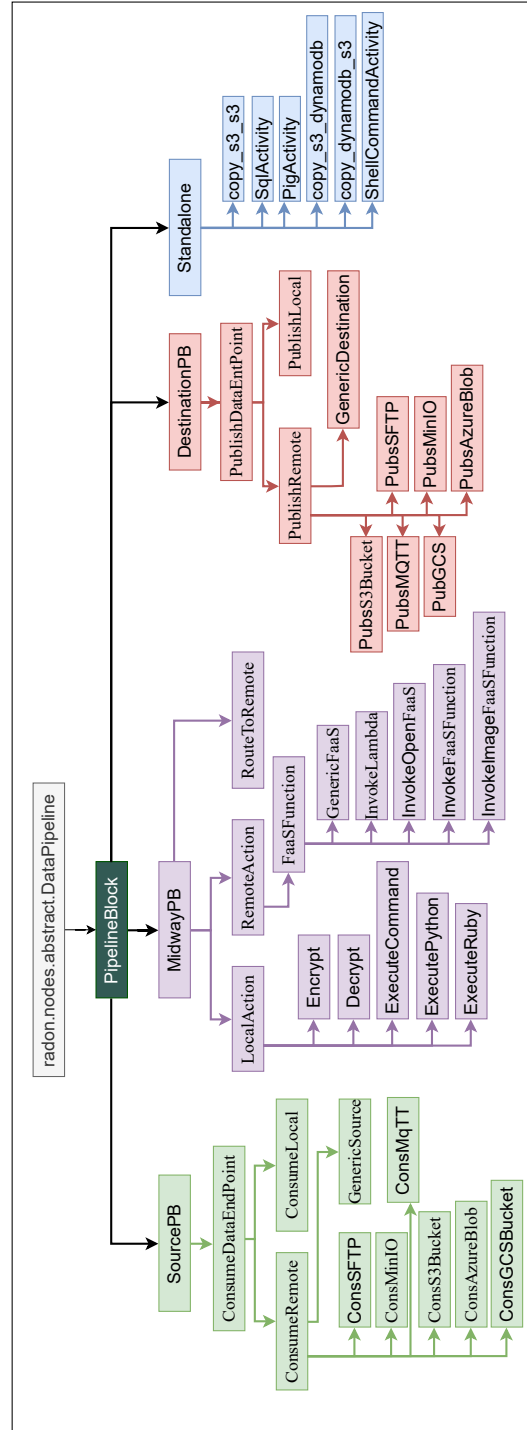 radon.nodes.abstract.DataPipeline
PipelineBlock
SourcePB
MidwayPB
DestinationPB
Standalone
ConsumeDataEndPoint
ConsumeRemote
ConsumeLocal
GenericSource
ConsSFTP
ConsMinIO
ConsMqTT
ConsS3Bucket
ConsAzureBlob
ConsGCSBucket
LocalAction
RemoteAction
RouteToRemote
Encrypt
Decrypt
ExecuteCommand
ExecutePython
ExecuteRuby
FaaSFunction
GenericFaaS
InvokeLambda
InvokeOpenFaaS
InvokeFaaSFunction
InvokeImageFaaSFunction
PublishDataEntPoint
PublishRemote
PublishLocal
GenericDestination
PubsS3Bucket
PubsSFTP
PubsMQTT
PubsMinIO
PubGCS
PubsAzureBlob
copy_s3_s3
SqlActivity
PigActivity
copy_s3_dynamodb
copy_dynamodb_s3
ShellCommandActivity